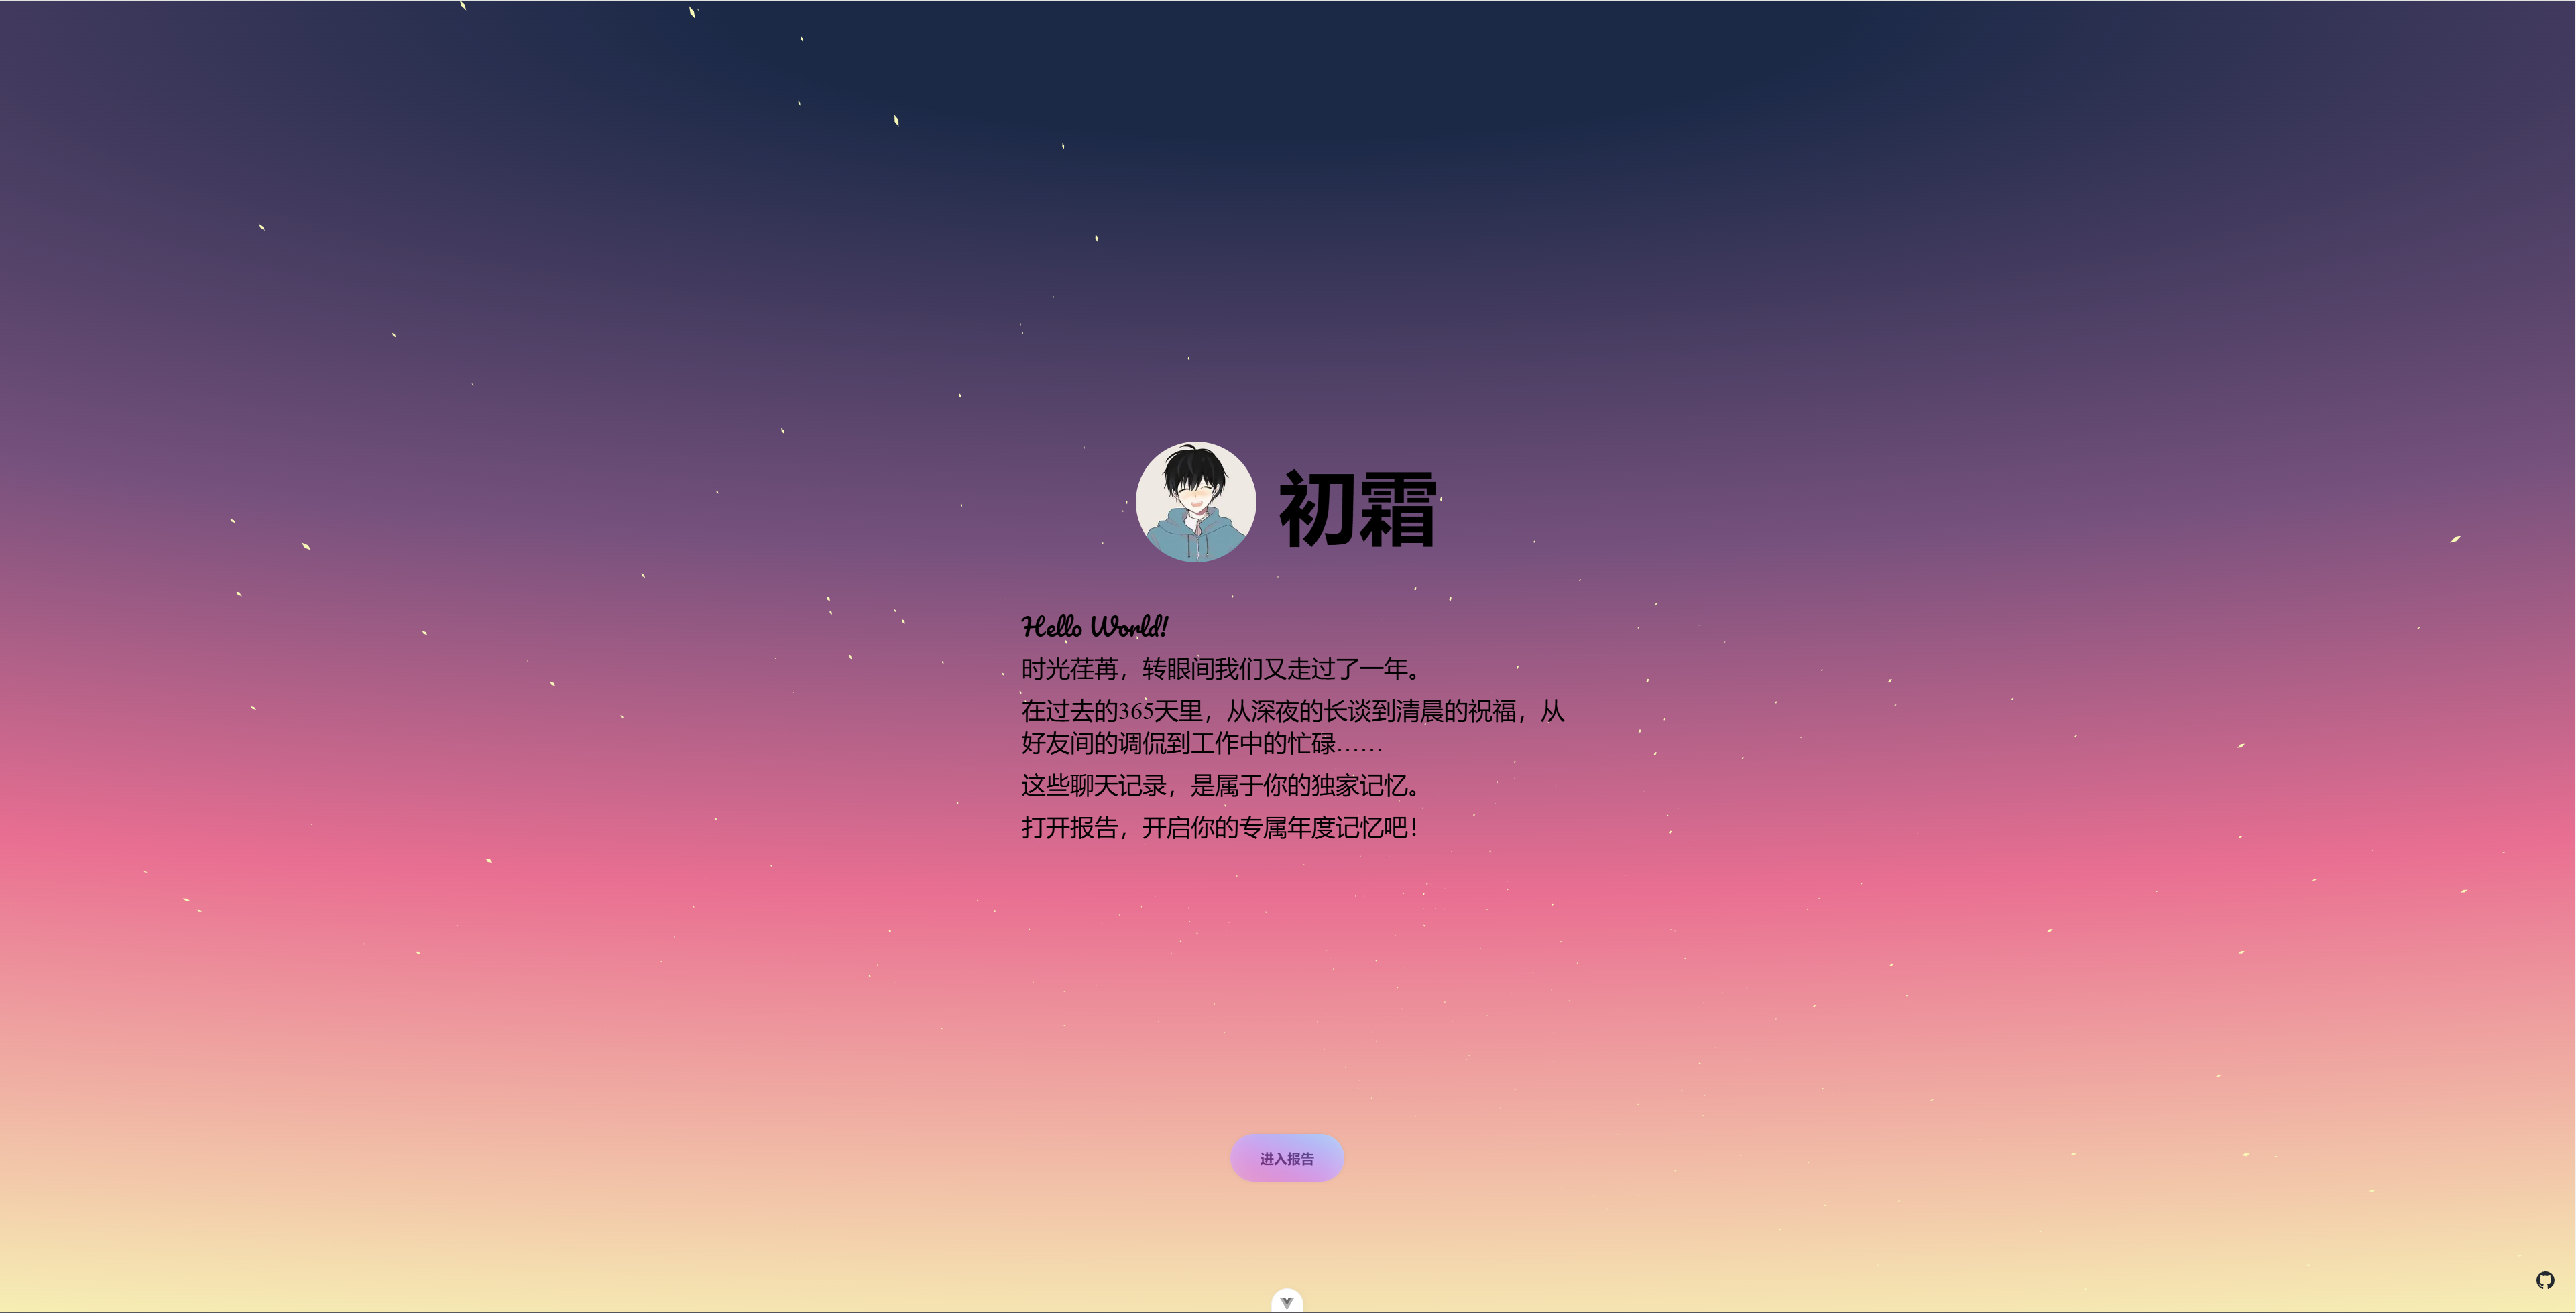 初霜
Hello World!
时光荏苒，转眼间我们又走过了一年。
在过去的365天里，从深夜的长谈到清晨的祝福，从
好友间的调侃到工作中的忙碌……
这些聊天记录，是属于你的独家记忆。
打开报告，开启你的专属年度记忆吧！
进入报告